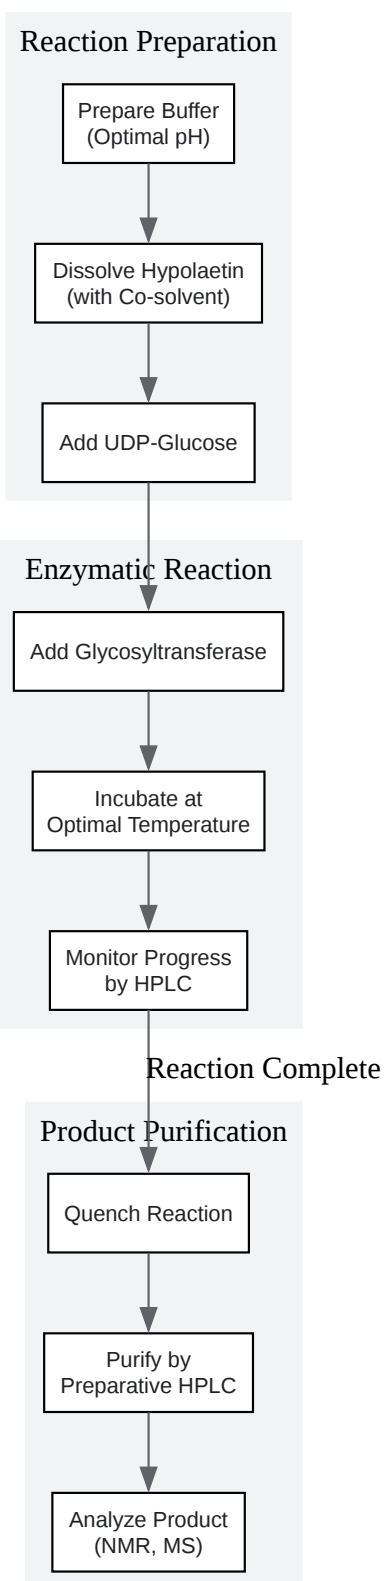 Reaction Preparation
Prepare Buffer
(Optimal pH)
Dissolve Hypolaetin
(with Co-solvent)
Add UDP-Glucose
Enzymatic Reaction
Add Glycosyltransferase
Incubate at
Optimal Temperature
Monitor Progress
by HPLC
Reaction Complete
Product Purification
Quench Reaction
Purify by
Preparative HPLC
Analyze Product
(NMR, MS)